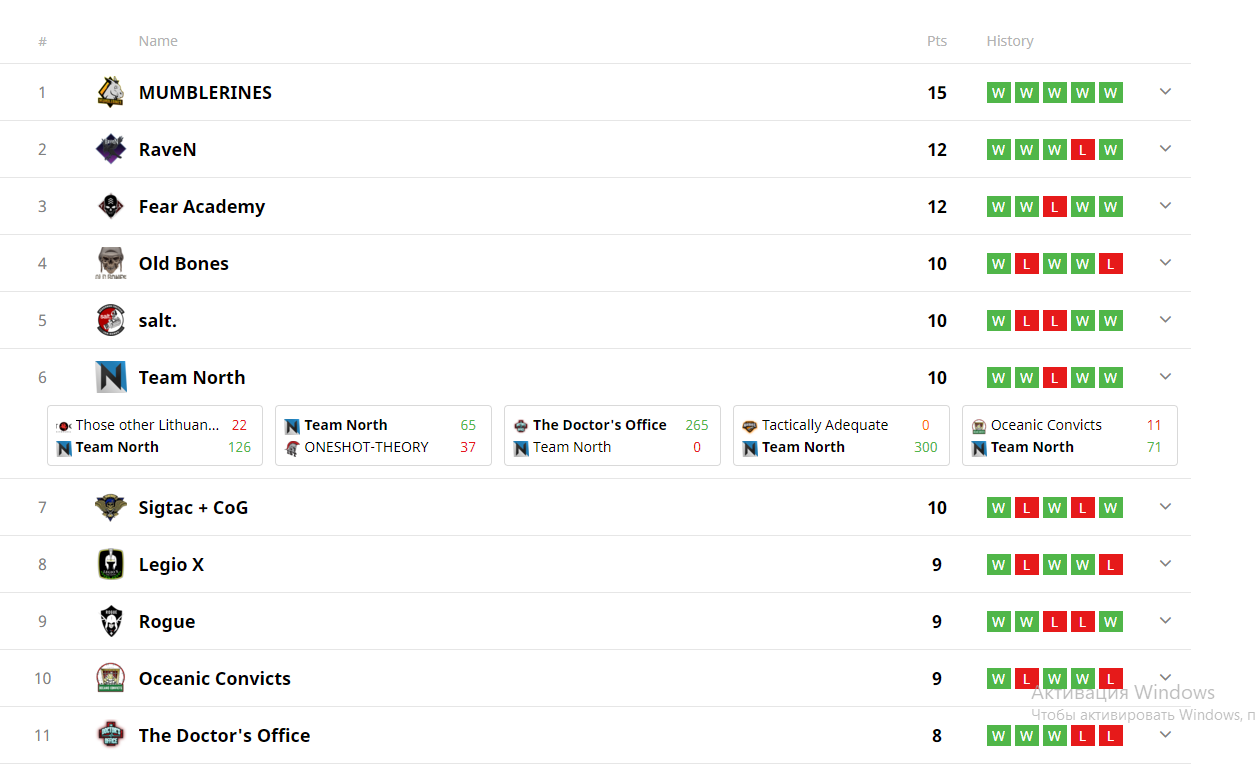 # Name Pts History
1 MUMBLERINES 15 W W W W W
2 RaveN 12 W W W L W
3 Fear Academy 12 W W L W W
4 OLD BONES Old Bones 10 W L W W L
5 salt. salt. 10 W L L W W
6 N Team North 10 W W L W W
Those other Lithuan... 22
Team North 126
Team North 65
ONESHOT-THEORY 37
The Doctor's Office 265
Team North 0
Tactically Adequate 0
Team North 300
Oceanic Convicts 11
Team North 71
7 Sigtac + CoG 10 W L W L W
8 Legio X 9 W L W W L
9 ROGUE Rogue 9 W W L L W
10 Oceanic Convicts 9 W L W W L
11 The Doctor's Office 8 W W W L L
Активация Windows
Чтобы активировать Windows, п